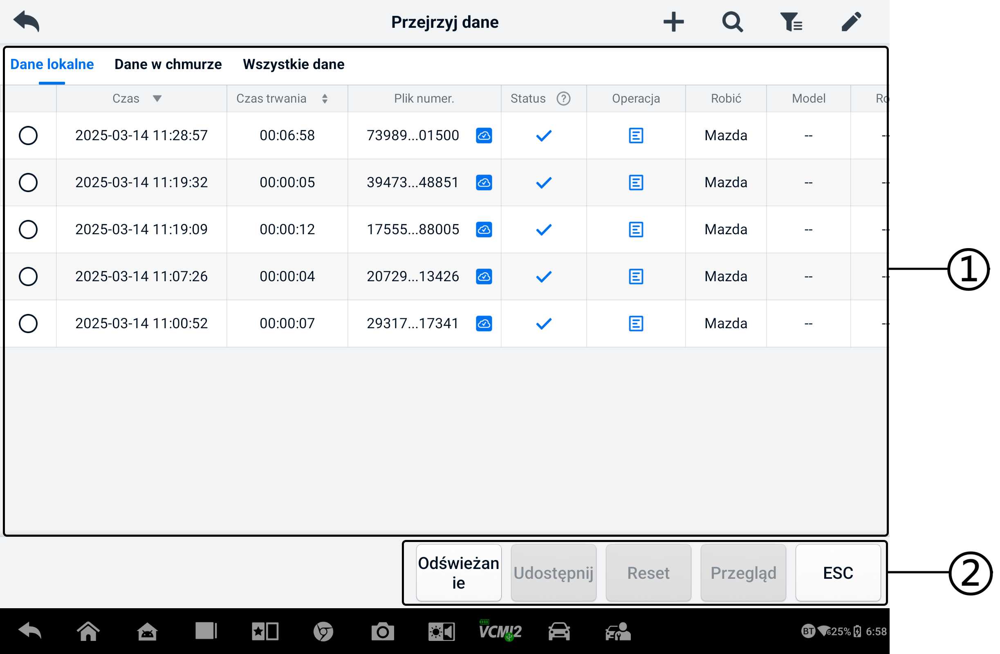 Przejrzyj dane
Dane lokalne Dane w chmurze Wszystkie dane
Czas Czas trwania Plik numer. Status ? Operacja Robić Model Ro
2025-03-14 11:28:57 00:06:58 73989...01500 Mazda -- --
2025-03-14 11:19:32 00:00:05 39473...48851 Mazda -- --
2025-03-14 11:19:09 00:00:12 17555...88005 Mazda -- --
2025-03-14 11:07:26 00:00:04 20729...13426 Mazda -- --
2025-03-14 11:00:52 00:00:07 29317...17341 Mazda -- --
①
Odświeżan
ie
Udostępnij Reset Przegląd ESC
②
VCMI2 BT 6 25% 6:58